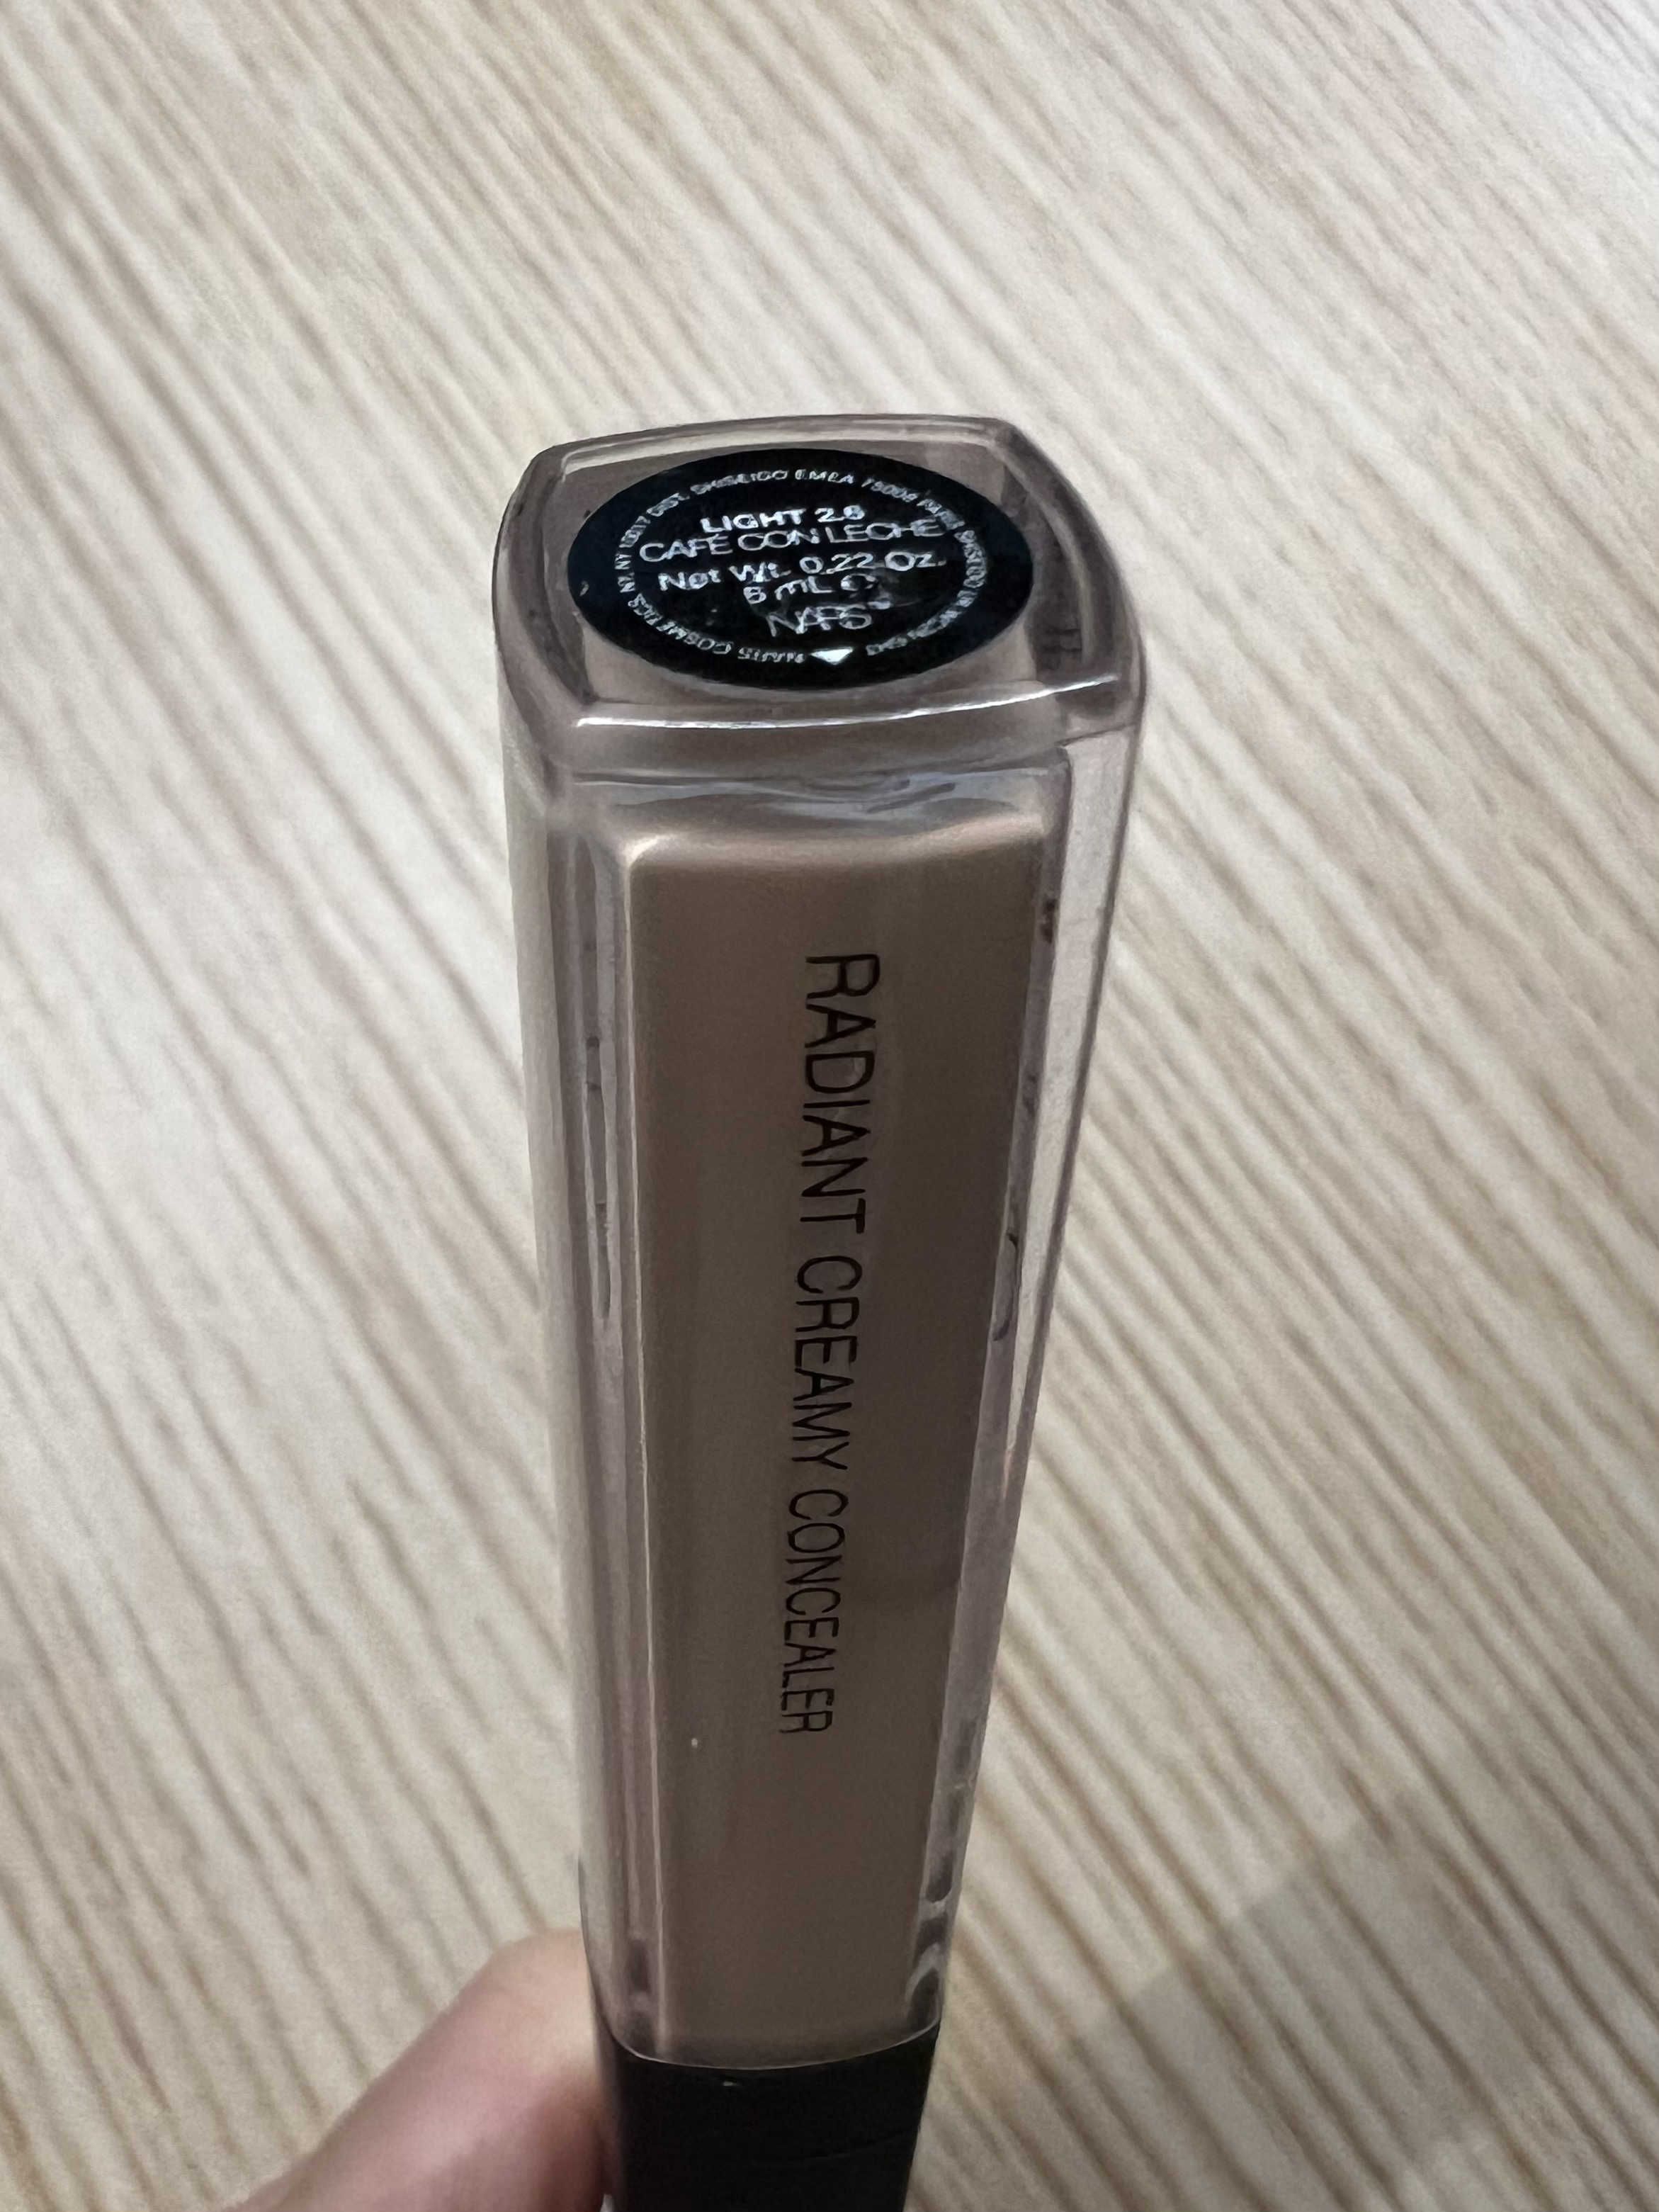 LIGHT 2.6
CAFÉ CON LECHE
Net Wt. 0.22 Oz.
6 mL ℮
NARS
RADIANT CREAMY CONCEALER